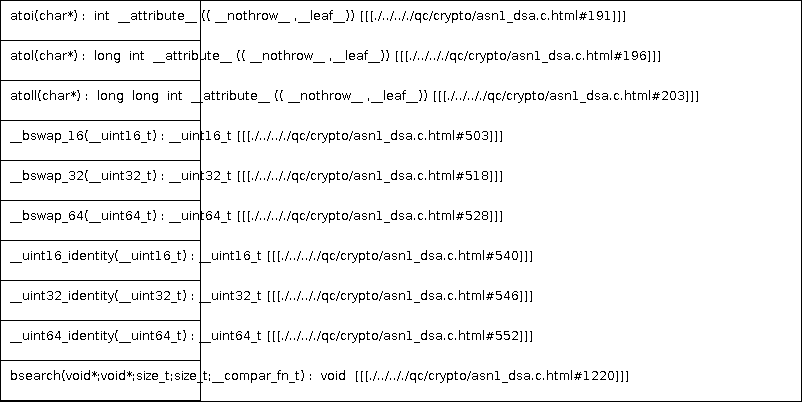 atoi(char*) : int __attribute__ (( __nothrow__ ,__leaf__)) [[[./../.././qc/crypto/asn1_dsa.c.html#191]]]
atol(char*) : long int __attribute__ (( __nothrow__ ,__leaf__)) [[[./../.././qc/crypto/asn1_dsa.c.html#196]]]
atoll(char*) : long long int __attribute__ (( __nothrow__ ,__leaf__)) [[[./../.././qc/crypto/asn1_dsa.c.html#203]]]
__bswap_16(__uint16_t) : __uint16_t [[[./../.././qc/crypto/asn1_dsa.c.html#503]]]
__bswap_32(__uint32_t) : __uint32_t [[[./../.././qc/crypto/asn1_dsa.c.html#518]]]
__bswap_64(__uint64_t) : __uint64_t [[[./../.././qc/crypto/asn1_dsa.c.html#528]]]
__uint16_identity(__uint16_t) : __uint16_t [[[./../.././qc/crypto/asn1_dsa.c.html#540]]]
__uint32_identity(__uint32_t) : __uint32_t [[[./../.././qc/crypto/asn1_dsa.c.html#546]]]
__uint64_identity(__uint64_t) : __uint64_t [[[./../.././qc/crypto/asn1_dsa.c.html#552]]]
bsearch(void*;void*;size_t;size_t;__compar_fn_t) : void [[[./../.././qc/crypto/asn1_dsa.c.html#1220]]]